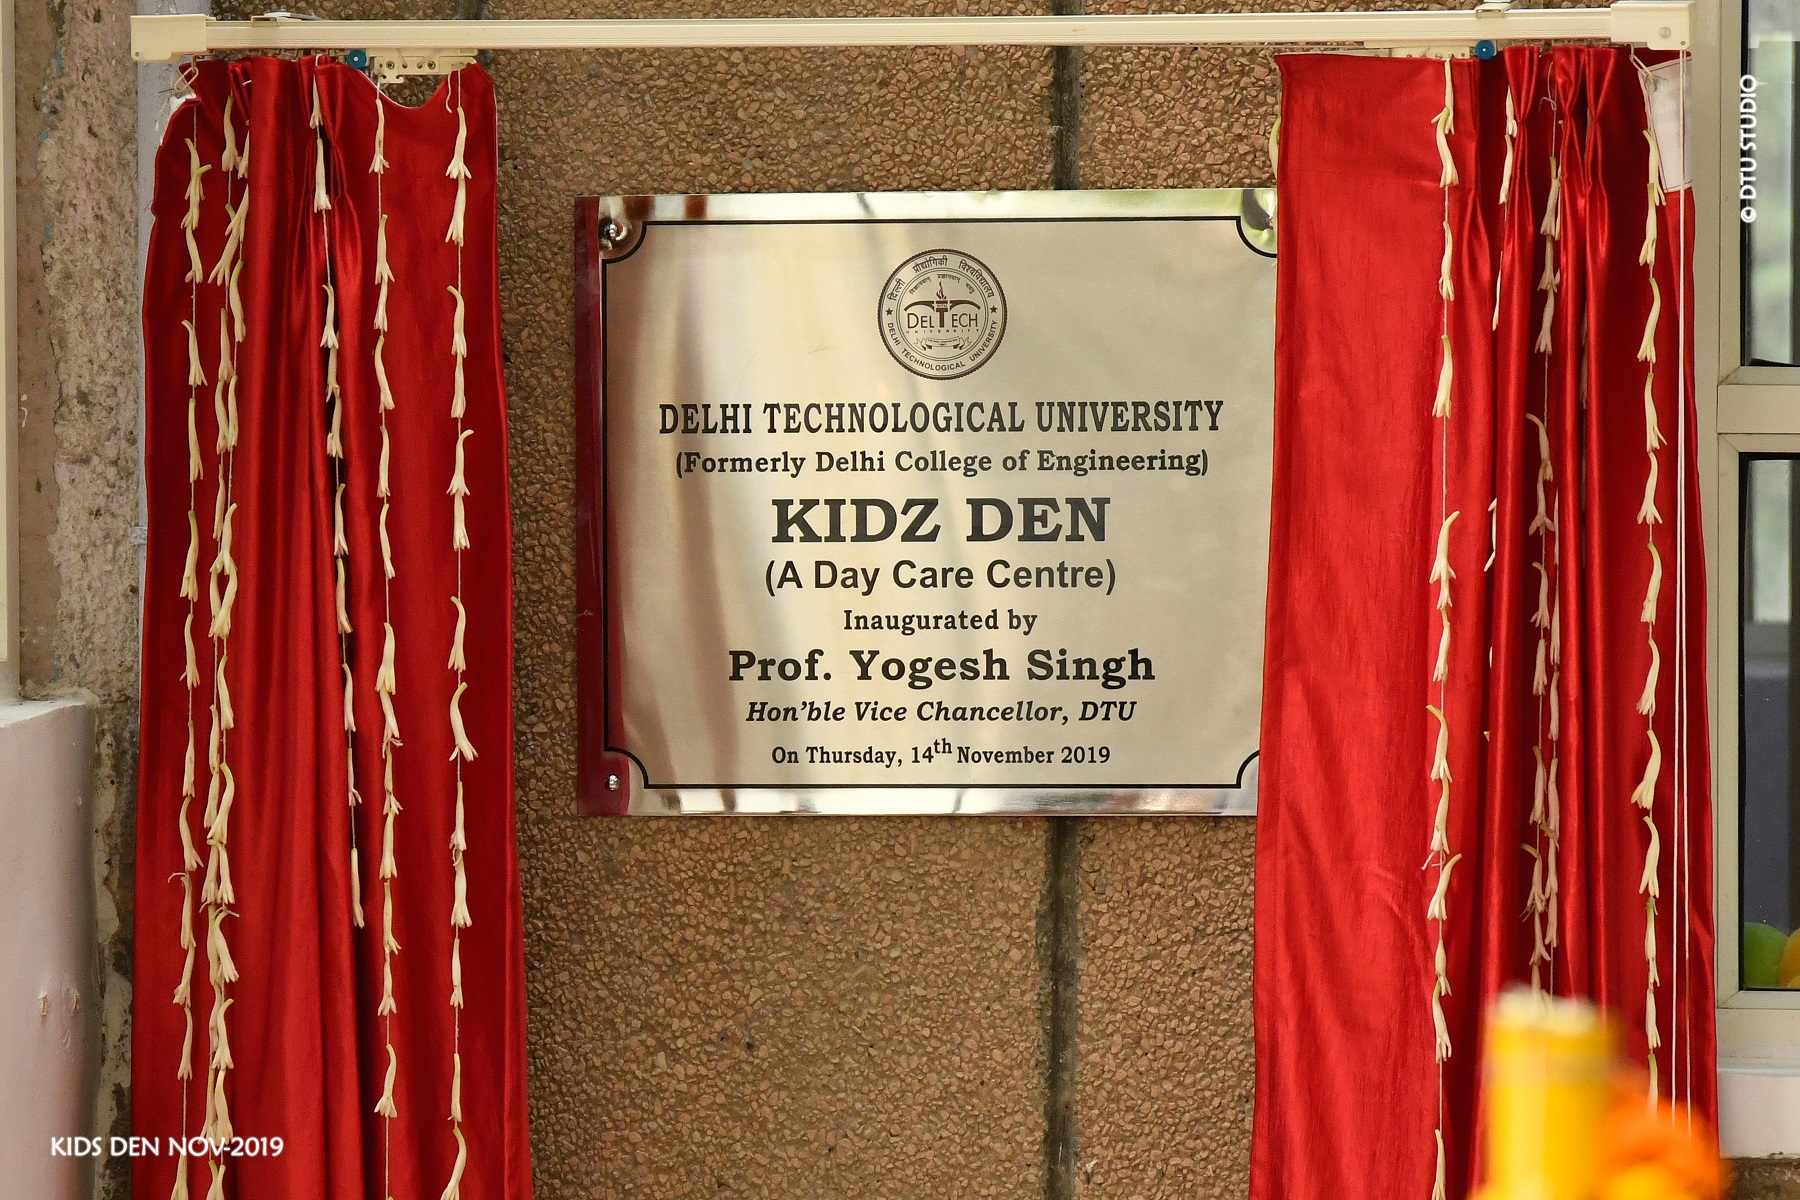 © DTU STUDIO
दिल्ली प्रौद्योगिकी विश्वविद्यालय
DELTECH
UNIVERSITY
★ DELHI TECHNOLOGICAL UNIVERSITY ★
DELHI TECHNOLOGICAL UNIVERSITY
(Formerly Delhi College of Engineering)
KIDZ DEN
(A Day Care Centre)
Inaugurated by
Prof. Yogesh Singh
Hon'ble Vice Chancellor, DTU
On Thursday, 14th November 2019
KIDS DEN NOV-2019